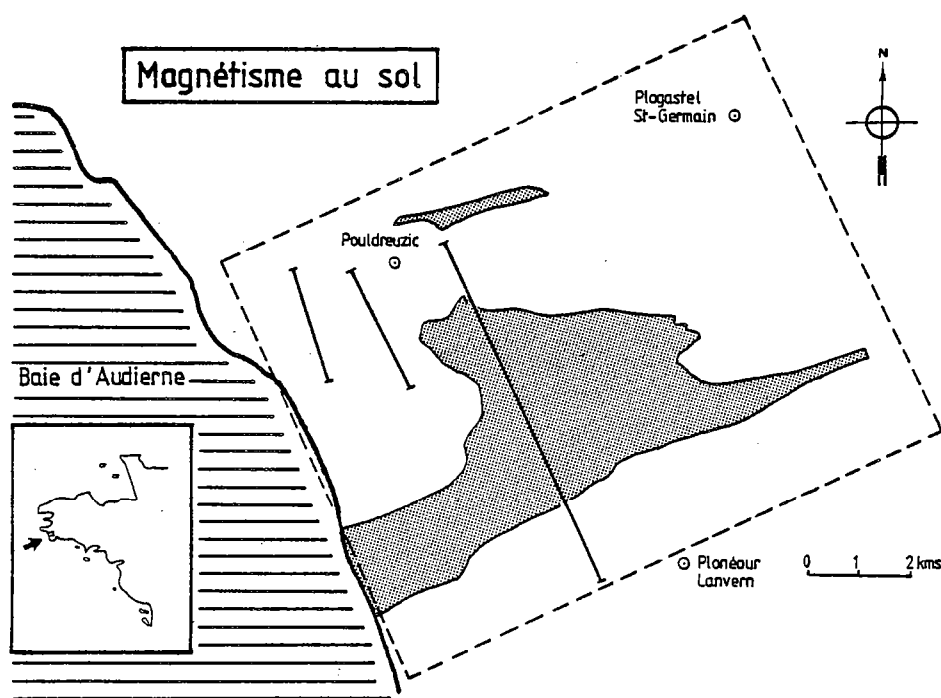 Magnétisme au sol
N
Plogastel
St-Germain
Pouldreuzic
Baie d'Audierne
Plonéour
Lanvern
0 1 2 kms